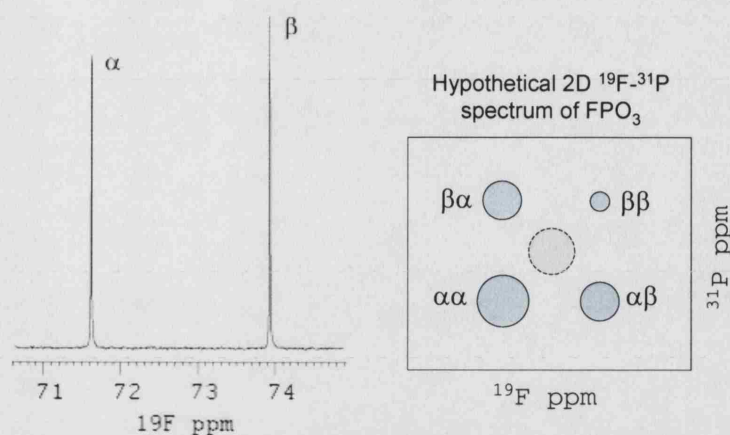 α
β
71 72 73 74
19F ppm
Hypothetical 2D ¹⁹F-³¹P
spectrum of FPO₃
βα ββ
αα αβ
³¹P ppm
¹⁹F ppm